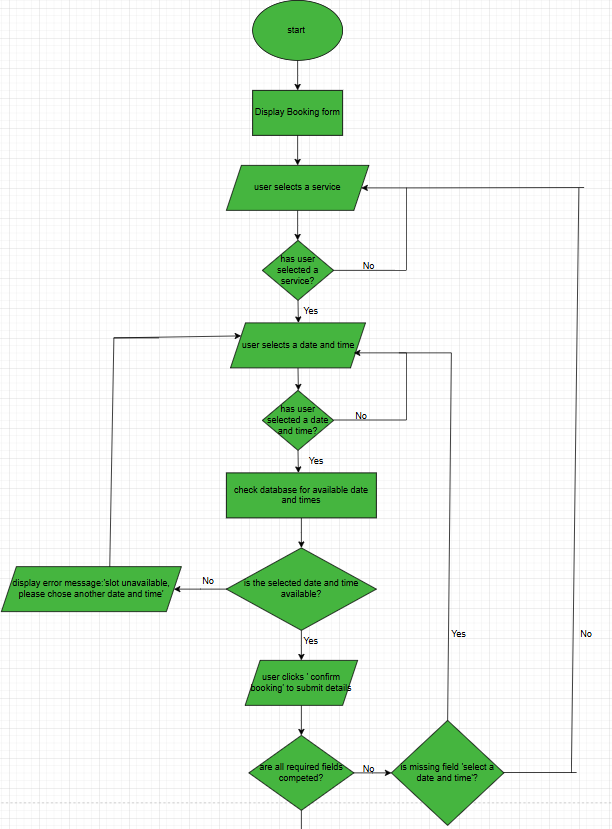 start
Display Booking form
user selects a service
has user
selected a
service?
No
Yes
user selects a date and time
has user
selected a date
and time?
No
Yes
check database for available date
and times
is the selected date and time
available?
No
display error message:'slot unavailable,
please chose another date and time'
Yes
user clicks ' confirm
booking' to submit details
are all required fields
competed?
No
is missing field 'select a
date and time'?
Yes
No